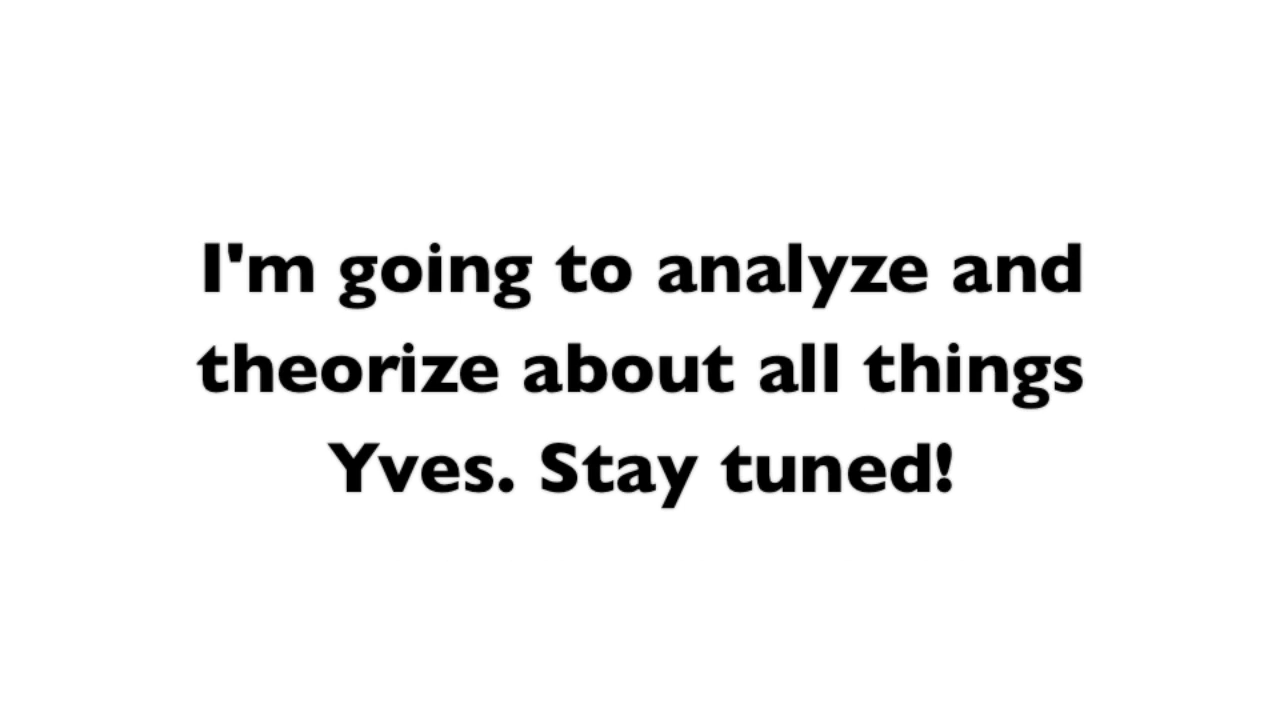 I'm going to analyze and
theorize about all things
Yves. Stay tuned!